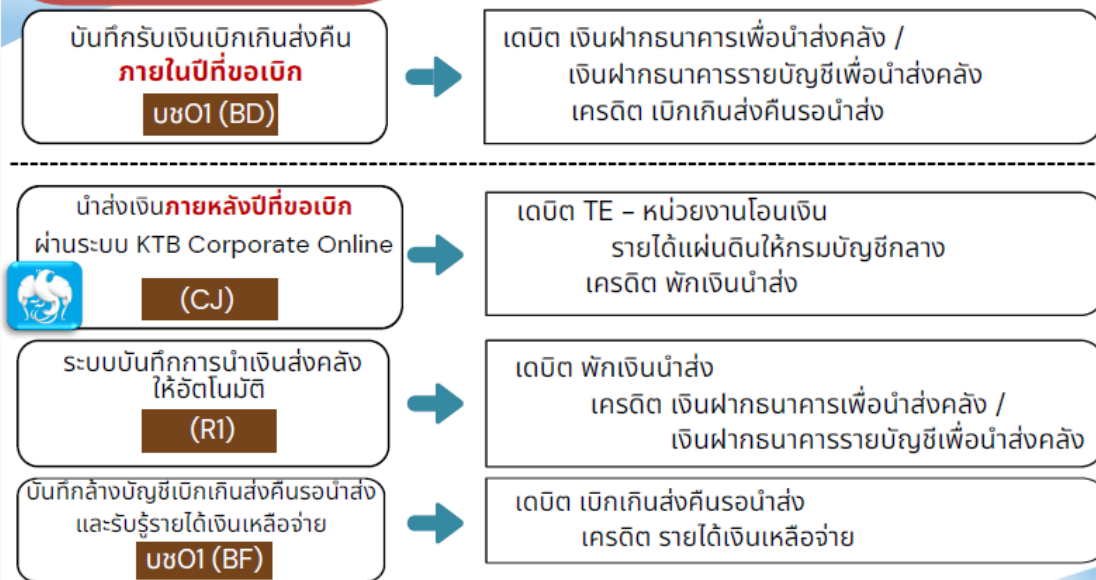 บันทึกรับเงินเบิกเกินส่งคืน
ภายในปีที่ขอเบิก
บช01 (BD)
เดบิต เงินฝากธนาคารเพื่อนำส่งคลัง /
เงินฝากธนาคารรายบัญชีเพื่อนำส่งคลัง
เครดิต เบิกเกินส่งคืนรอนำส่ง
นำส่งเงินภายหลังปีที่ขอเบิก
ผ่านระบบ KTB Corporate Online
(CJ)
เดบิต TE – หน่วยงานโอนเงิน
รายได้แผ่นดินให้กรมบัญชีกลาง
เครดิต พักเงินนำส่ง
ระบบบันทึกการนำเงินส่งคลัง
ให้อัตโนมัติ
(R1)
เดบิต พักเงินนำส่ง
เครดิต เงินฝากธนาคารเพื่อนำส่งคลัง /
เงินฝากธนาคารรายบัญชีเพื่อนำส่งคลัง
บันทึกล้างบัญชีเบิกเกินส่งคืนรอนำส่ง
และรับรู้รายได้เงินเหลือจ่าย
บช01 (BF)
เดบิต เบิกเกินส่งคืนรอนำส่ง
เครดิต รายได้เงินเหลือจ่าย